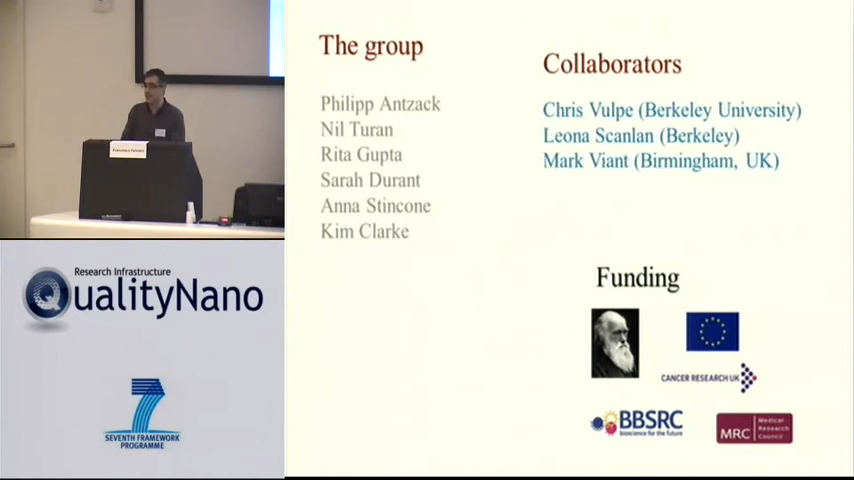 The group
Philipp Antzack
Nil Turan
Rita Gupta
Sarah Durant
Anna Stincone
Kim Clarke
Collaborators
Chris Vulpe (Berkeley University)
Leona Scanlan (Berkeley)
Mark Viant (Birmingham, UK)
Funding
CANCER RESEARCH UK
BBSRC
bioscience for the future
MRC
Medical
Research
Council
Research Infrastructure
QualityNano
7
SEVENTH FRAMEWORK
PROGRAMME